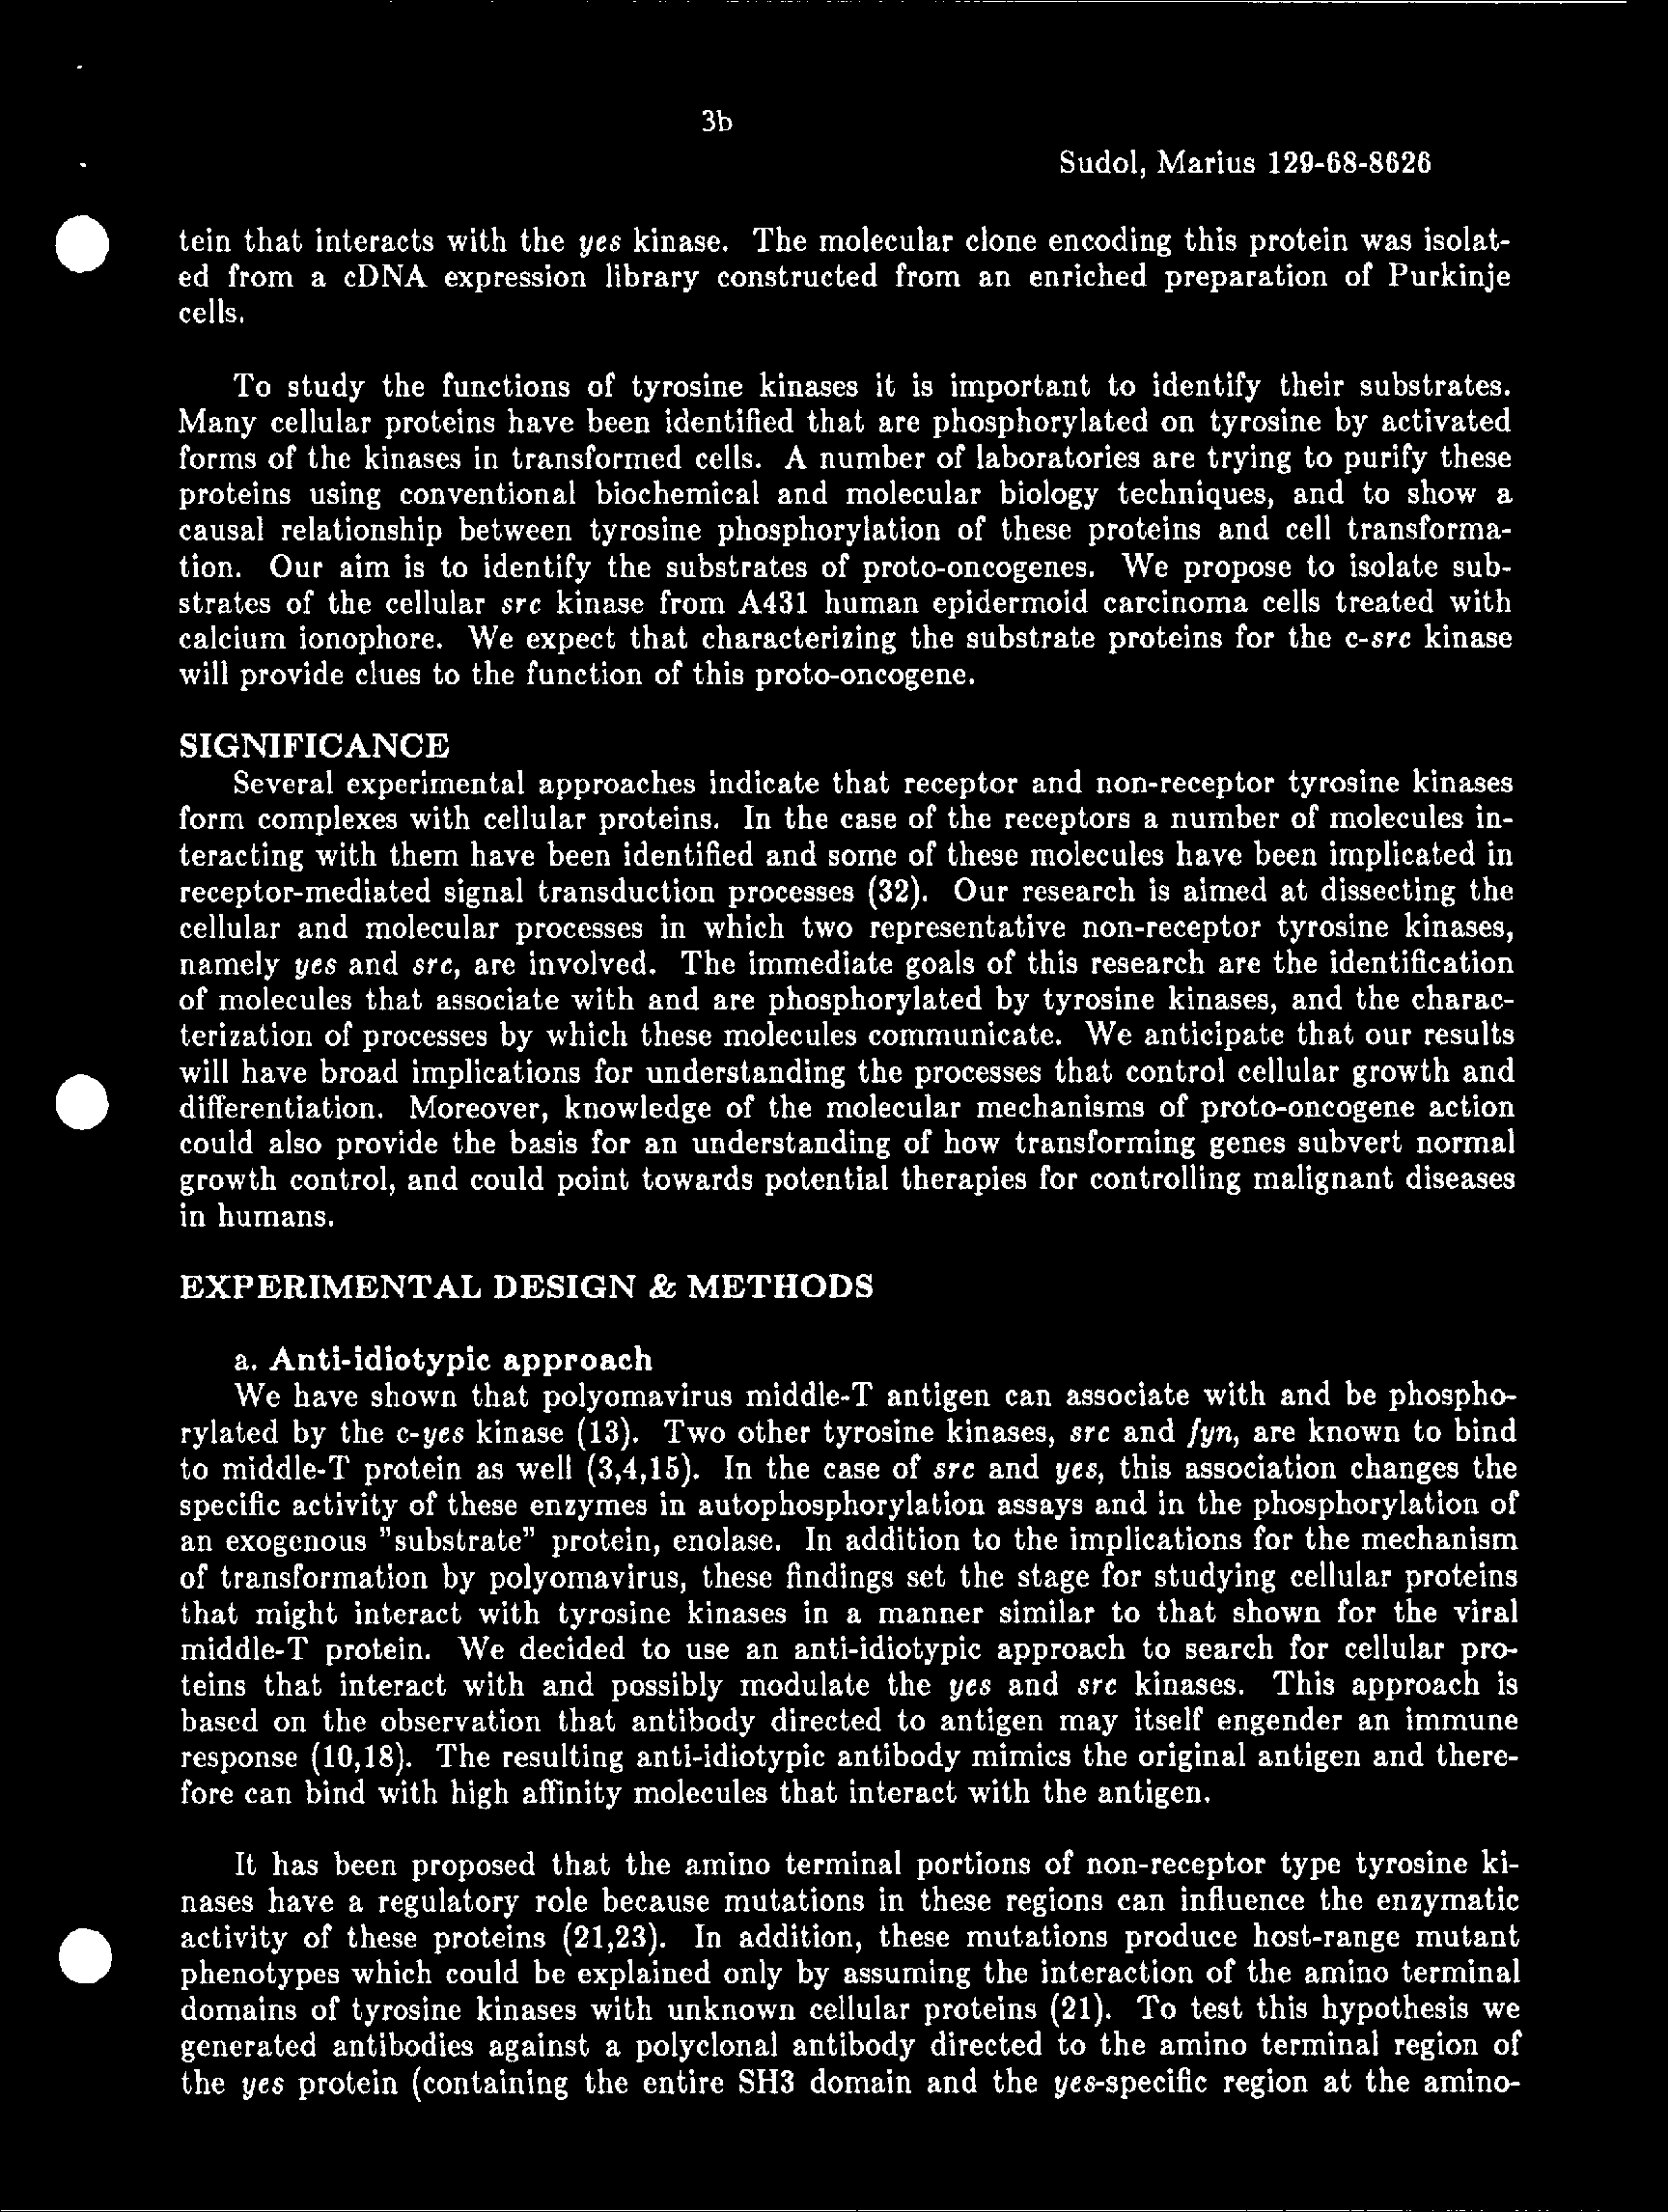 3b
Sudol, Marius 129-68-8626
tein that interacts with the yes kinase. The molecular clone encoding this protein was isolat-
ed from a cDNA expression library constructed from an enriched preparation of Purkinje
cells.
To study the functions of tyrosine kinases it is important to identify their substrates.
Many cellular proteins have been identified that are phosphorylated on tyrosine by activated
forms of the kinases in transformed cells. A number of laboratories are trying to purify these
proteins using conventional biochemical and molecular biology techniques, and to show a
causal relationship between tyrosine phosphorylation of these proteins and cell transforma-
tion. Our aim is to identify the substrates of proto-oncogenes. We propose to isolate sub-
strates of the cellular src kinase from A431 human epidermoid carcinoma cells treated with
calcium ionophore. We expect that characterizing the substrate proteins for the c-src kinase
will provide clues to the function of this proto-oncogene.
SIGNIFICANCE
Several experimental approaches indicate that receptor and non-receptor tyrosine kinases
form complexes with cellular proteins. In the case of the receptors a number of molecules in-
teracting with them have been identified and some of these molecules have been implicated in
receptor-mediated signal transduction processes (32). Our research is aimed at dissecting the
cellular and molecular processes in which two representative non-receptor tyrosine kinases,
namely yes and src, are involved. The immediate goals of this research are the identification
of molecules that associate with and are phosphorylated by tyrosine kinases, and the charac-
terization of processes by which these molecules communicate. We anticipate that our results
will have broad implications for understanding the processes that control cellular growth and
differentiation. Moreover, knowledge of the molecular mechanisms of proto-oncogene action
could also provide the basis for an understanding of how transforming genes subvert normal
growth control, and could point towards potential therapies for controlling malignant diseases
in humans.
EXPERIMENTAL DESIGN & METHODS
a. Anti-idiotypic approach
We have shown that polyomavirus middle-T antigen can associate with and be phospho-
rylated by the c-yes kinase (13). Two other tyrosine kinases, src and fyn, are known to bind
to middle-T protein as well (3,4,15). In the case of src and yes, this association changes the
specific activity of these enzymes in autophosphorylation assays and in the phosphorylation of
an exogenous "substrate" protein, enolase. In addition to the implications for the mechanism
of transformation by polyomavirus, these findings set the stage for studying cellular proteins
that might interact with tyrosine kinases in a manner similar to that shown for the viral
middle-T protein. We decided to use an anti-idiotypic approach to search for cellular pro-
teins that interact with and possibly modulate the yes and src kinases. This approach is
based on the observation that antibody directed to antigen may itself engender an immune
response (10,18). The resulting anti-idiotypic antibody mimics the original antigen and there-
fore can bind with high affinity molecules that interact with the antigen.
It has been proposed that the amino terminal portions of non-receptor type tyrosine ki-
nases have a regulatory role because mutations in these regions can influence the enzymatic
activity of these proteins (21,23). In addition, these mutations produce host-range mutant
phenotypes which could be explained only by assuming the interaction of the amino terminal
domains of tyrosine kinases with unknown cellular proteins (21). To test this hypothesis we
generated antibodies against a polyclonal antibody directed to the amino terminal region of
the yes protein (containing the entire SH3 domain and the yes-specific region at the amino-